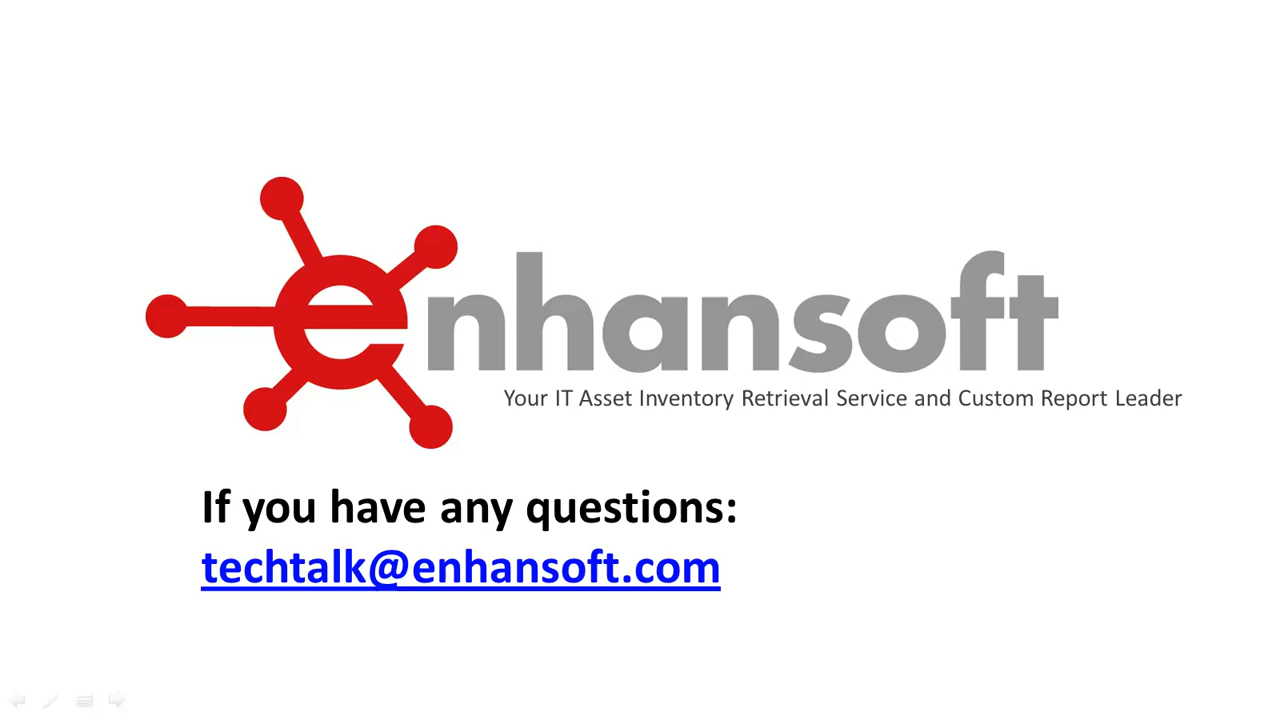 enhansoft
Your IT Asset Inventory Retrieval Service and Custom Report Leader
If you have any questions:
techtalk@enhansoft.com